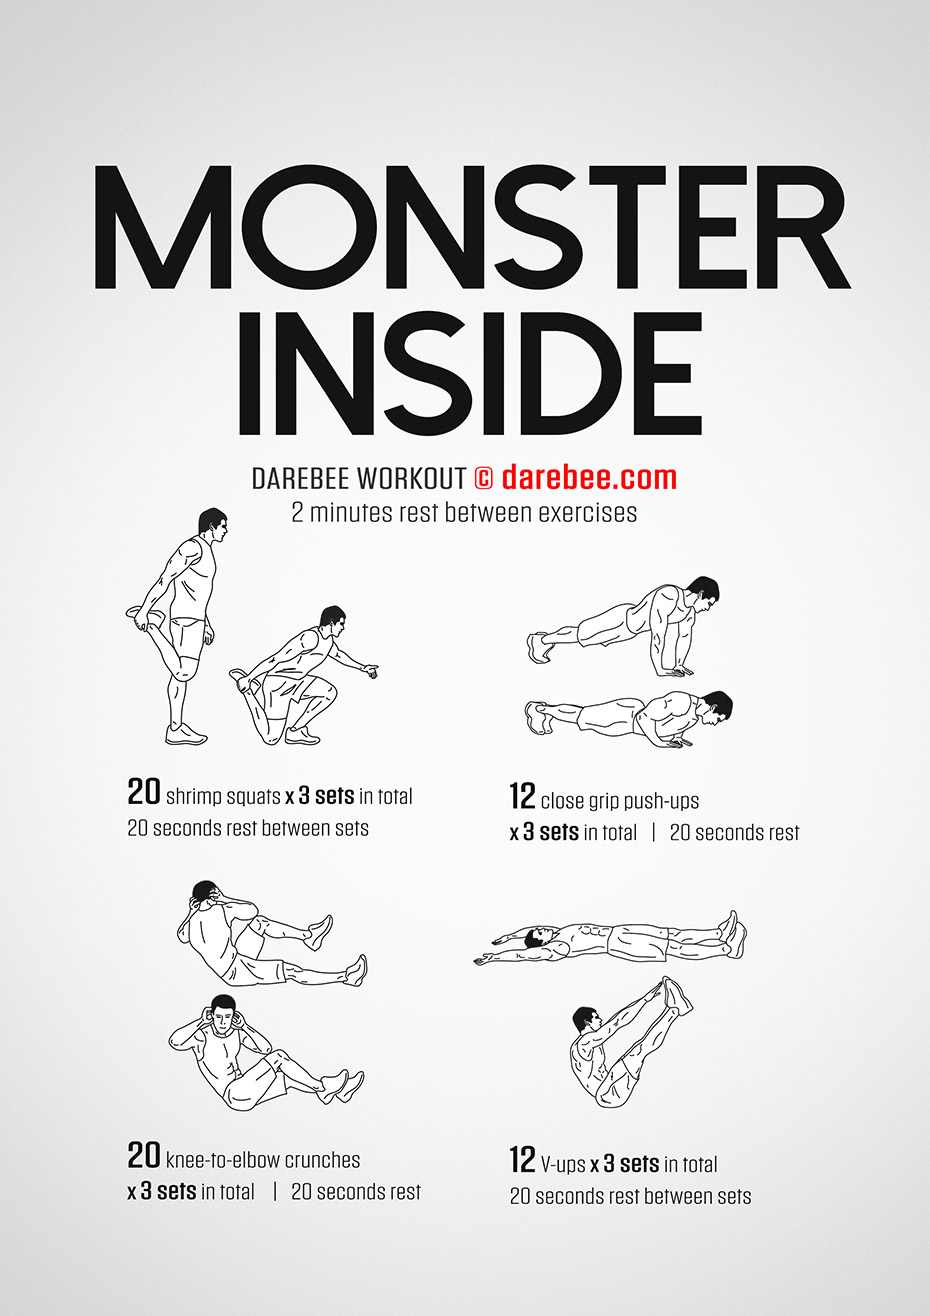 MONSTER
INSIDE
DAREBEE WORKOUT © darebee.com
2 minutes rest between exercises
20 shrimp squats x 3 sets in total
20 seconds rest between sets
12 close grip push-ups
x 3 sets in total | 20 seconds rest
20 knee-to-elbow crunches
x 3 sets in total | 20 seconds rest
12 V-ups x 3 sets in total
20 seconds rest between sets